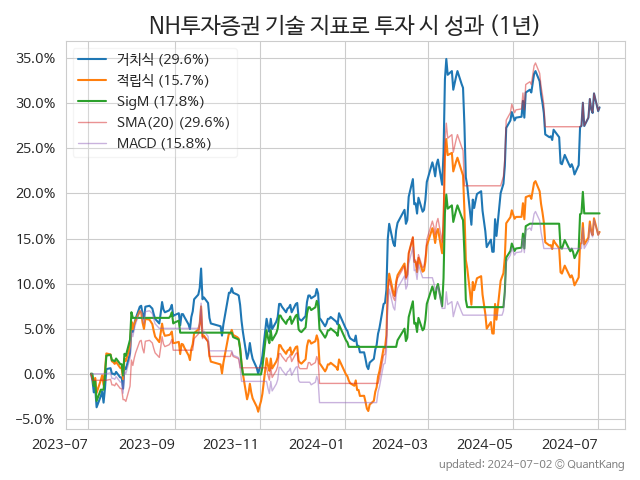 NH투자증권 기술 지표로 투자 시 성과 (1년)
35.0%
30.0%
25.0%
20.0%
15.0%
10.0%
5.0%
0.0%
−5.0%
거치식 (29.6%)
적립식 (15.7%)
SigM (17.8%)
SMA(20) (29.6%)
MACD (15.8%)
2023-07 2023-09 2023-11 2024-01 2024-03 2024-05 2024-07
updated: 2024-07-02 © QuantKang